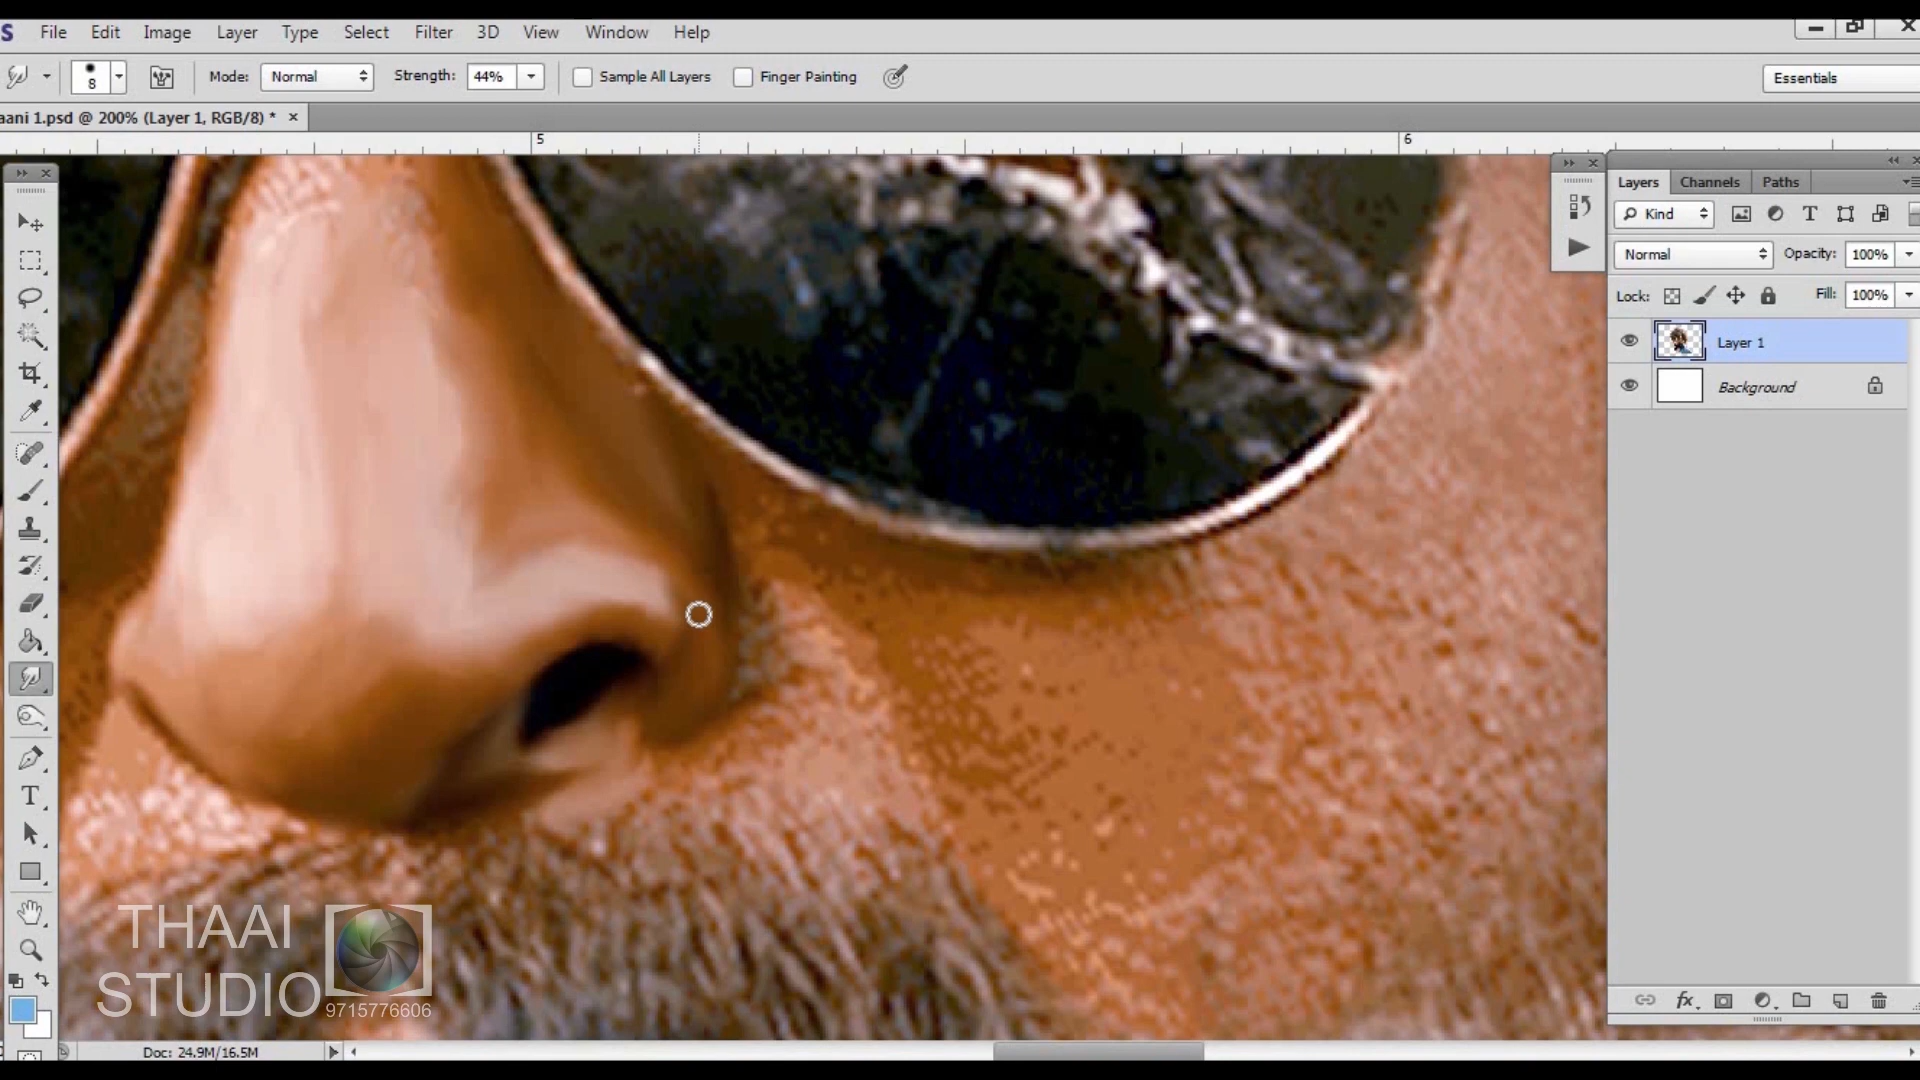 S File Edit Image Layer Type Select Filter 3D View Window Help
8 Mode: Normal Strength: 44% Sample All Layers Finger Painting Essentials
aani 1.psd @ 200% (Layer 1, RGB/8) * ×
5 6
Layers Channels Paths
Kind
Normal Opacity: 100%
Lock: Fill: 100%
Layer 1
Background
THAAI
STUDIO
9715776606
fx
Doc: 24.9M/16.5M